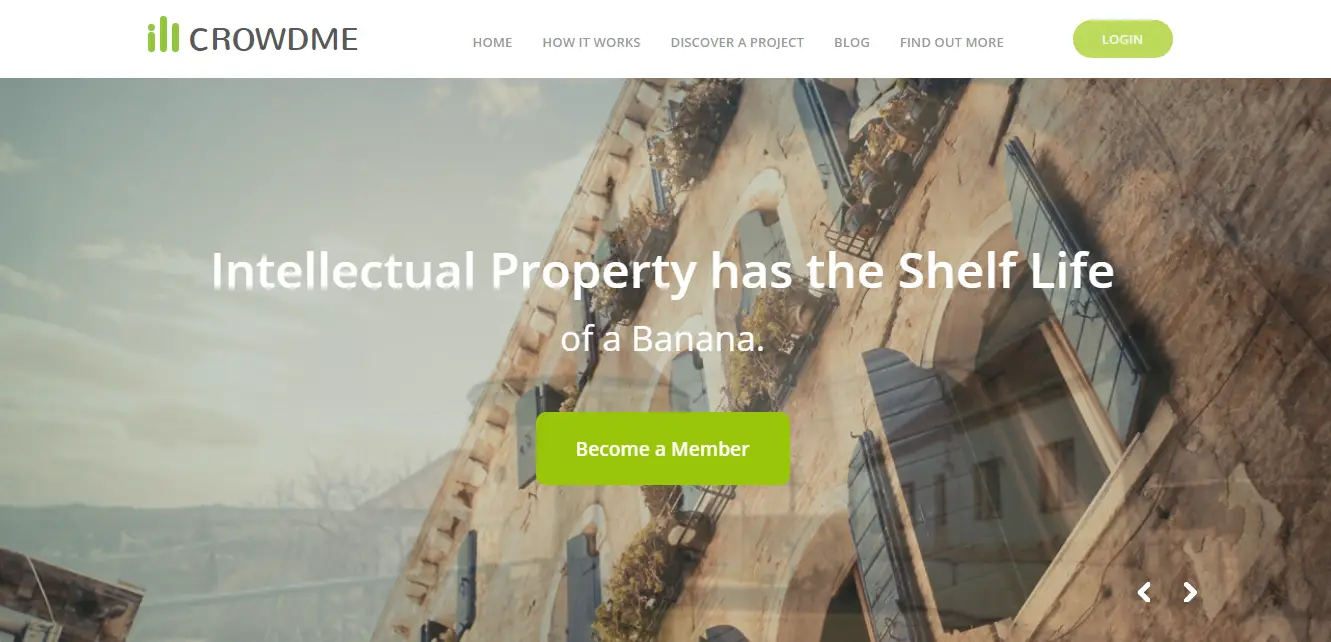 CROWDME
HOME HOW IT WORKS DISCOVER A PROJECT BLOG FIND OUT MORE LOGIN
Intellectual Property has the Shelf Life
of a Banana.
Become a Member